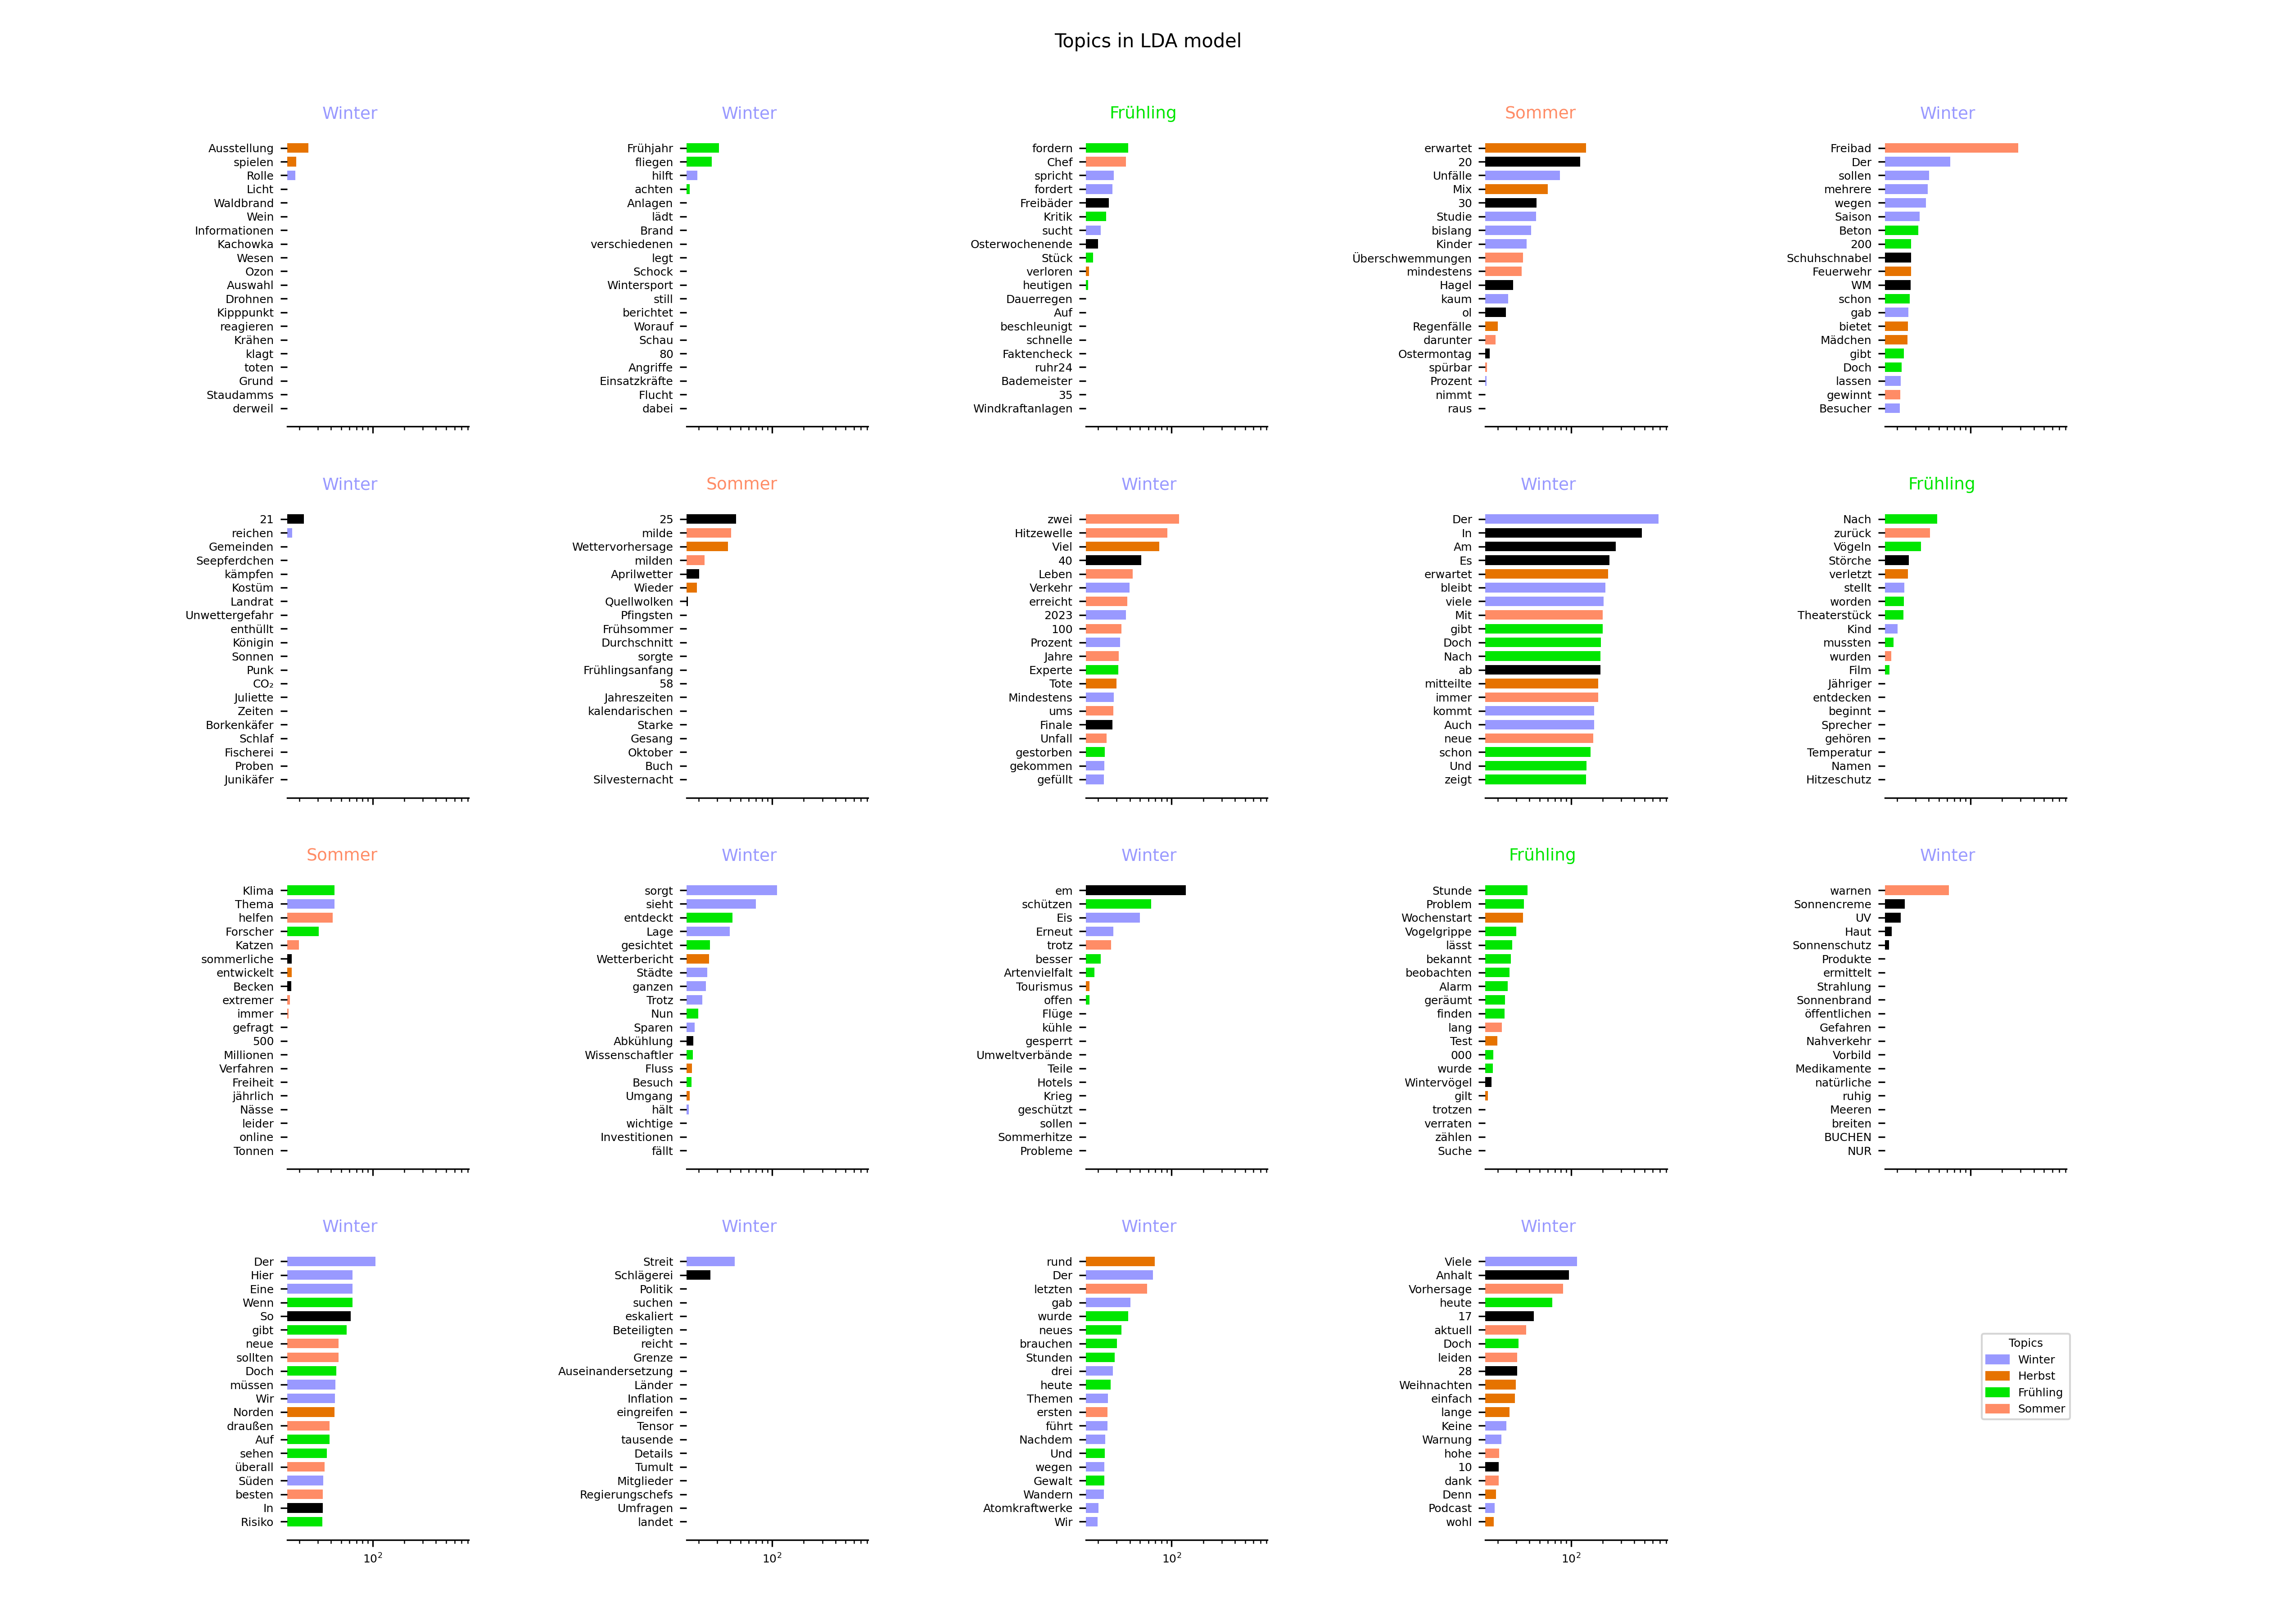 Topics in LDA model
Winter
Ausstellung
spielen
Rolle
Licht
Waldbrand
Wein
Informationen
Kachowka
Wesen
Ozon
Auswahl
Drohnen
Kipppunkt
reagieren
Krähen
klagt
toten
Grund
Staudamms
derweil
Winter
Frühjahr
fliegen
hilft
achten
Anlagen
lädt
Brand
verschiedenen
legt
Schock
Wintersport
still
berichtet
Worauf
Schau
80
Angriffe
Einsatzkräfte
Flucht
dabei
Frühling
fordern
Chef
spricht
fordert
Freibäder
Kritik
sucht
Osterwochenende
Stück
verloren
heutigen
Dauerregen
Auf
beschleunigt
schnelle
Faktencheck
ruhr24
Bademeister
35
Windkraftanlagen
Sommer
erwartet
20
Unfälle
Mix
30
Studie
bislang
Kinder
Überschwemmungen
mindestens
Hagel
kaum
ol
Regenfälle
darunter
Ostermontag
spürbar
Prozent
nimmt
raus
Winter
Freibad
Der
sollen
mehrere
wegen
Saison
Beton
200
Schuhschnabel
Feuerwehr
WM
schon
gab
bietet
Mädchen
gibt
Doch
lassen
gewinnt
Besucher
Winter
21
reichen
Gemeinden
Seepferdchen
kämpfen
Kostüm
Landrat
Unwettergefahr
enthüllt
Königin
Sonnen
Punk
CO₂
Juliette
Zeiten
Borkenkäfer
Schlaf
Fischerei
Proben
Junikäfer
Sommer
25
milde
Wettervorhersage
milden
Aprilwetter
Wieder
Quellwolken
Pfingsten
Frühsommer
Durchschnitt
sorgte
Frühlingsanfang
58
Jahreszeiten
kalendarischen
Starke
Gesang
Oktober
Buch
Silvesternacht
Winter
zwei
Hitzewelle
Viel
40
Leben
Verkehr
erreicht
2023
100
Prozent
Jahre
Experte
Tote
Mindestens
ums
Finale
Unfall
gestorben
gekommen
gefüllt
Winter
Der
In
Am
Es
erwartet
bleibt
viele
Mit
gibt
Doch
Nach
ab
mitteilte
immer
kommt
Auch
neue
schon
Und
zeigt
Frühling
Nach
zurück
Vögeln
Störche
verletzt
stellt
worden
Theaterstück
Kind
mussten
wurden
Film
Jähriger
entdecken
beginnt
Sprecher
gehören
Temperatur
Namen
Hitzeschutz
Sommer
Klima
Thema
helfen
Forscher
Katzen
sommerliche
entwickelt
Becken
extremer
immer
gefragt
500
Millionen
Verfahren
Freiheit
jährlich
Nässe
leider
online
Tonnen
Winter
sorgt
sieht
entdeckt
Lage
gesichtet
Wetterbericht
Städte
ganzen
Trotz
Nun
Sparen
Abkühlung
Wissenschaftler
Fluss
Besuch
Umgang
hält
wichtige
Investitionen
fällt
Winter
em
schützen
Eis
Erneut
trotz
besser
Artenvielfalt
Tourismus
offen
Flüge
kühle
gesperrt
Umweltverbände
Teile
Hotels
Krieg
geschützt
sollen
Sommerhitze
Probleme
Frühling
Stunde
Problem
Wochenstart
Vogelgrippe
lässt
bekannt
beobachten
Alarm
geräumt
finden
lang
Test
000
wurde
Wintervögel
gilt
trotzen
verraten
zählen
Suche
Winter
warnen
Sonnencreme
UV
Haut
Sonnenschutz
Produkte
ermittelt
Strahlung
Sonnenbrand
öffentlichen
Gefahren
Nahverkehr
Vorbild
Medikamente
natürliche
ruhig
Meeren
breiten
BUCHEN
NUR
Winter
Der
Hier
Eine
Wenn
So
gibt
neue
sollten
Doch
müssen
Wir
Norden
draußen
Auf
sehen
überall
Süden
besten
In
Risiko
10²
Winter
Streit
Schlägerei
Politik
suchen
eskaliert
Beteiligten
reicht
Grenze
Auseinandersetzung
Länder
Inflation
eingreifen
Tensor
tausende
Details
Tumult
Mitglieder
Regierungschefs
Umfragen
landet
10²
Winter
rund
Der
letzten
gab
wurde
neues
brauchen
Stunden
drei
heute
Themen
ersten
führt
Nachdem
Und
wegen
Gewalt
Wandern
Atomkraftwerke
Wir
10²
Winter
Viele
Anhalt
Vorhersage
heute
17
aktuell
Doch
leiden
28
Weihnachten
einfach
lange
Keine
Warnung
hohe
10
dank
Denn
Podcast
wohl
10²
Topics
Winter
Herbst
Frühling
Sommer